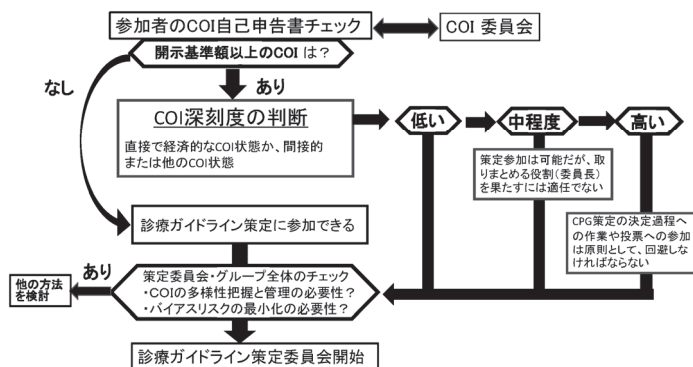 参加者のCOI自己申告書チェック
COI 委員会
開示基準額以上のCOI は?
なし
あり
COI深刻度の判断
直接で経済的なCOI状態か、間接的
または他のCOI状態
低い
中程度
高い
策定参加は可能だが、取
りまとめる役割(委員長)
を果たすには適任でない
CPG策定の決定過程への
作業や投票への参加
は原則として、回避しな
ければならない
診療ガイドライン策定に参加できる
あり
他の方法
を検討
策定委員会・グループ全体のチェック
・COIの多様性把握と管理の必要性?
・バイアスリスクの最小化の必要性?
診療ガイドライン策定委員会開始